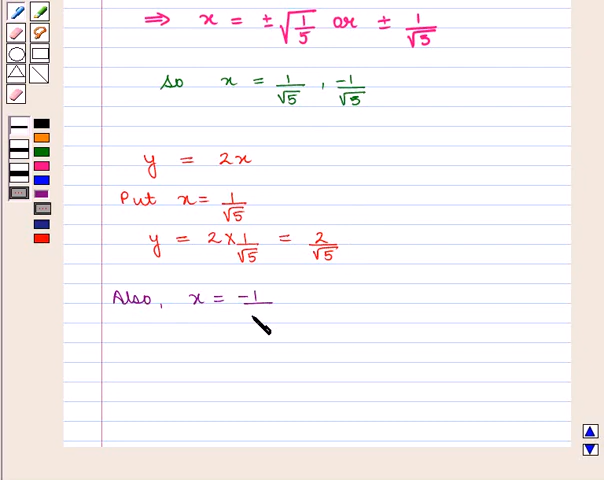 ⇒ x = ±√(1/5) or ± 1/√5
so x = 1/√5 , -1/√5
y = 2x
Put x = 1/√5
y = 2 × 1/√5 = 2/√5
Also, x = -1/